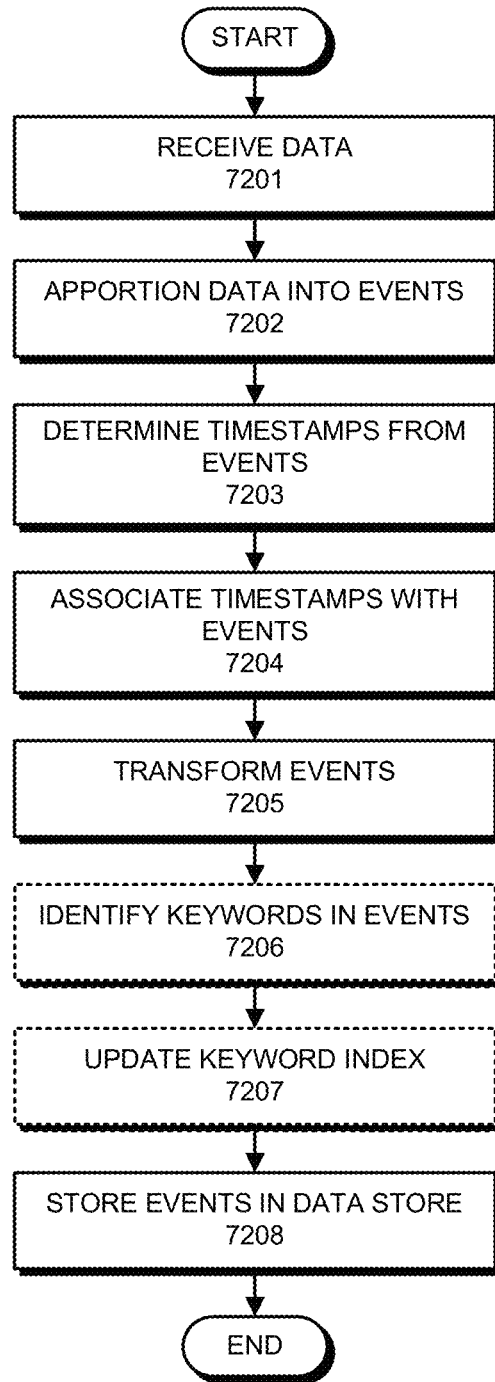 START
RECEIVE DATA
7201
APPORTION DATA INTO EVENTS
7202
DETERMINE TIMESTAMPS FROM
EVENTS
7203
ASSOCIATE TIMESTAMPS WITH
EVENTS
7204
TRANSFORM EVENTS
7205
IDENTIFY KEYWORDS IN EVENTS
7206
UPDATE KEYWORD INDEX
7207
STORE EVENTS IN DATA STORE
7208
END